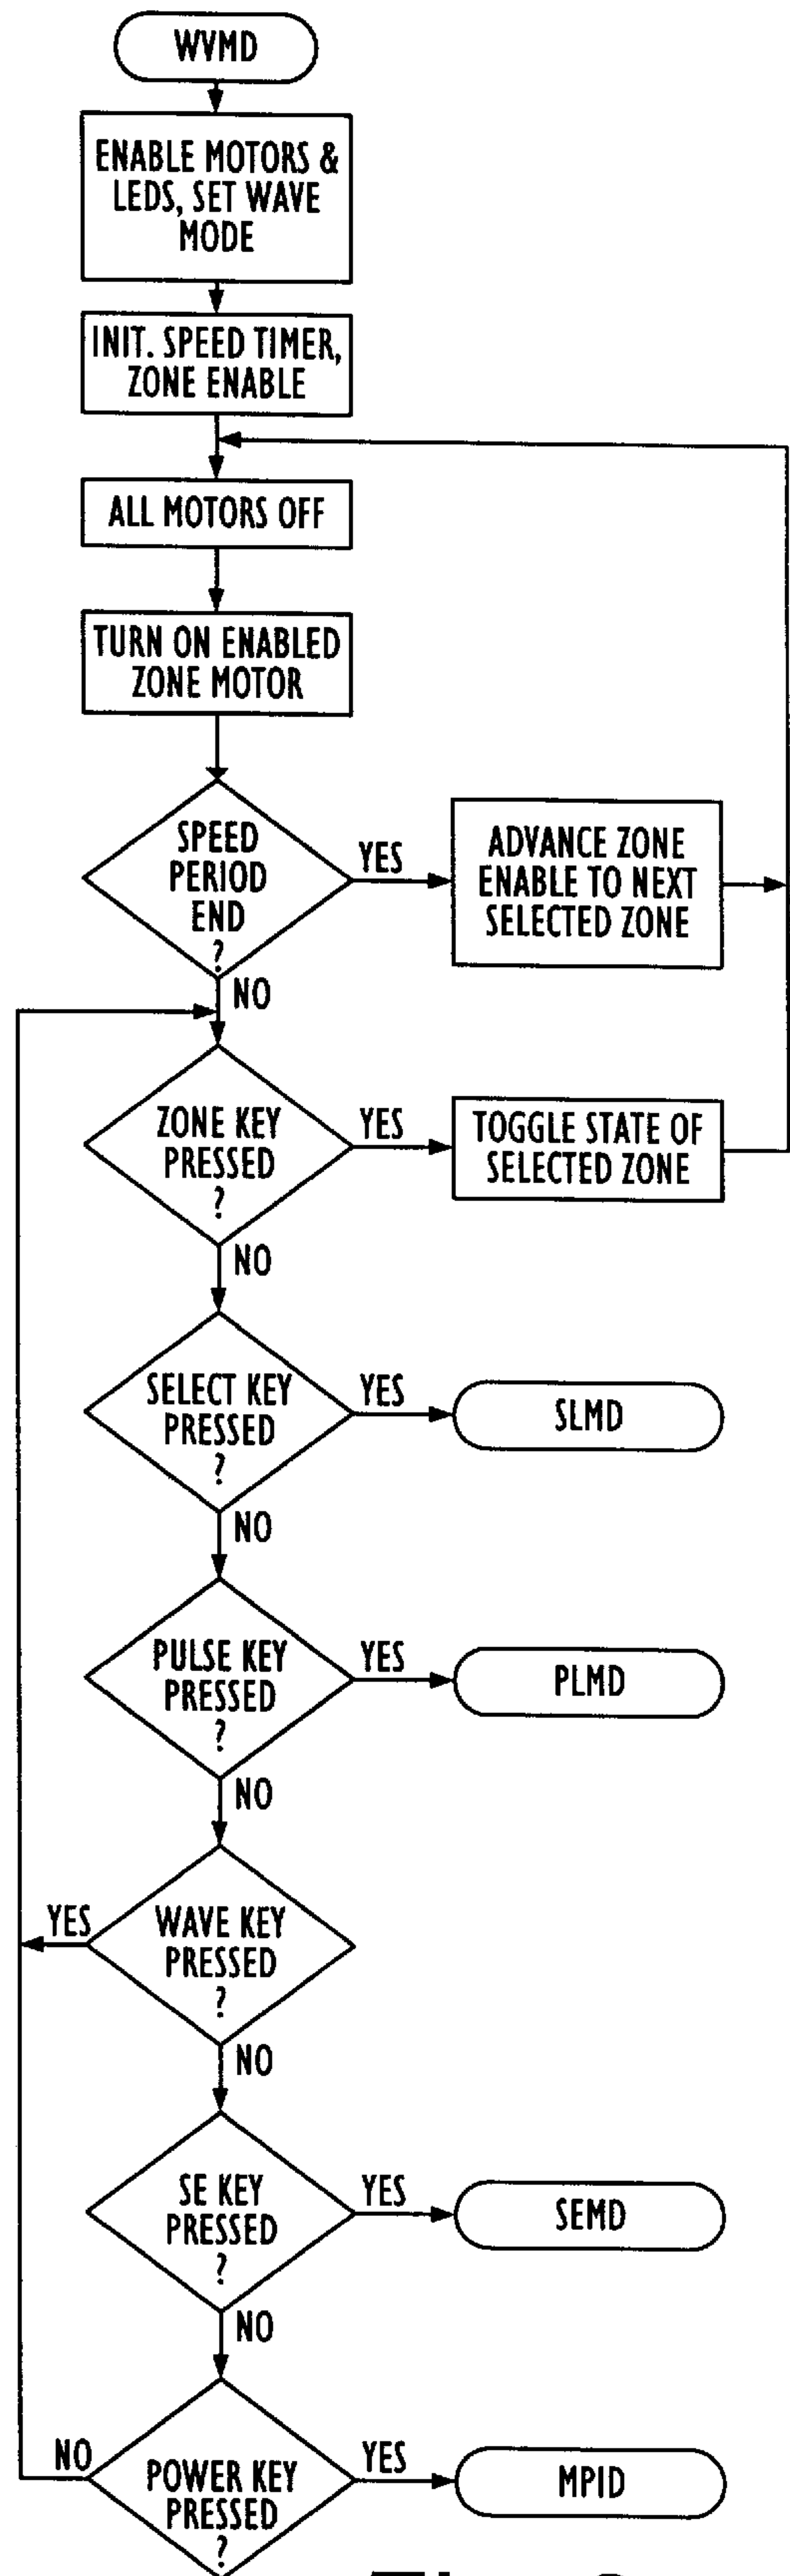 WVMD
ENABLE MOTORS &
LEDS, SET WAVE
MODE
INIT. SPEED TIMER,
ZONE ENABLE
ALL MOTORS OFF
TURN ON ENABLED
ZONE MOTOR
SPEED
PERIOD
END
?
YES
ADVANCE ZONE
ENABLE TO NEXT
SELECTED ZONE
NO
ZONE KEY
PRESSED
?
YES
TOGGLE STATE OF
SELECTED ZONE
NO
SELECT KEY
PRESSED
?
YES
SLMD
NO
PULSE KEY
PRESSED
?
YES
PLMD
NO
WAVE KEY
PRESSED
?
YES
NO
SE KEY
PRESSED
?
YES
SEMD
NO
POWER KEY
PRESSED
?
NO
YES
MPID